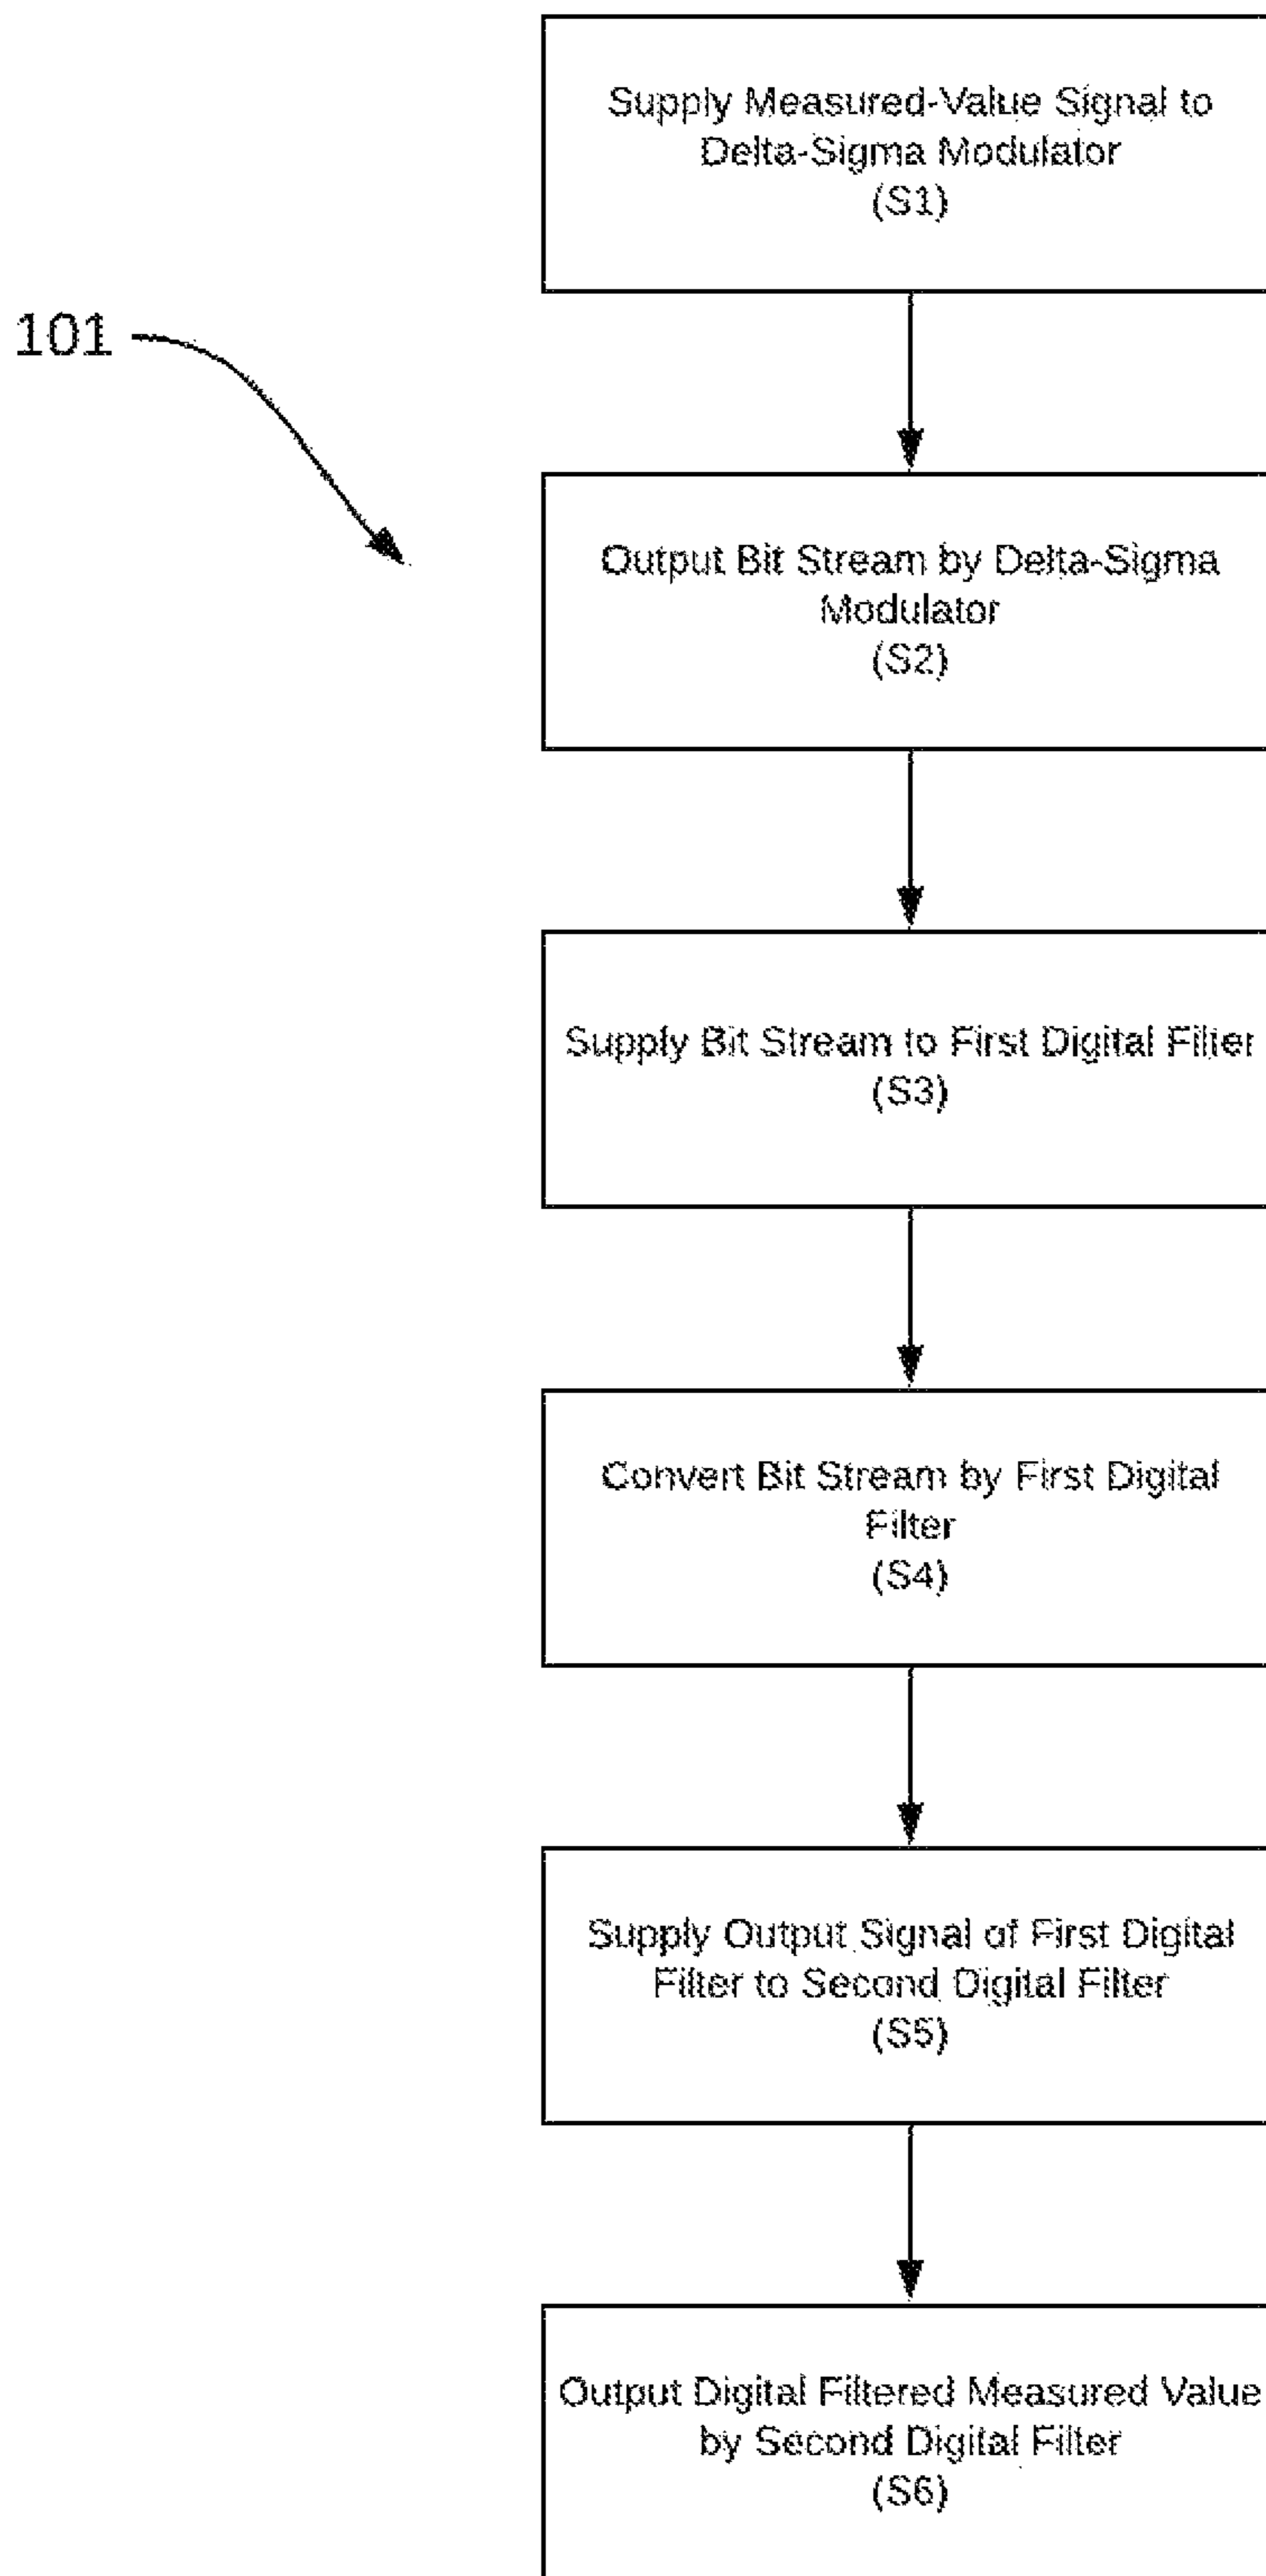 Supply Measured-Value Signal to
Delta-Sigma Modulator
(S1)
101
Output Bit Stream by Delta-Sigma
Modulator
(S2)
Supply Bit Stream to First Digital Filter
(S3)
Convert Bit Stream by First Digital
Filter
(S4)
Supply Output Signal of First Digital
Filter to Second Digital Filter
(S5)
Output Digital Filtered Measured Value
by Second Digital Filter
(S6)